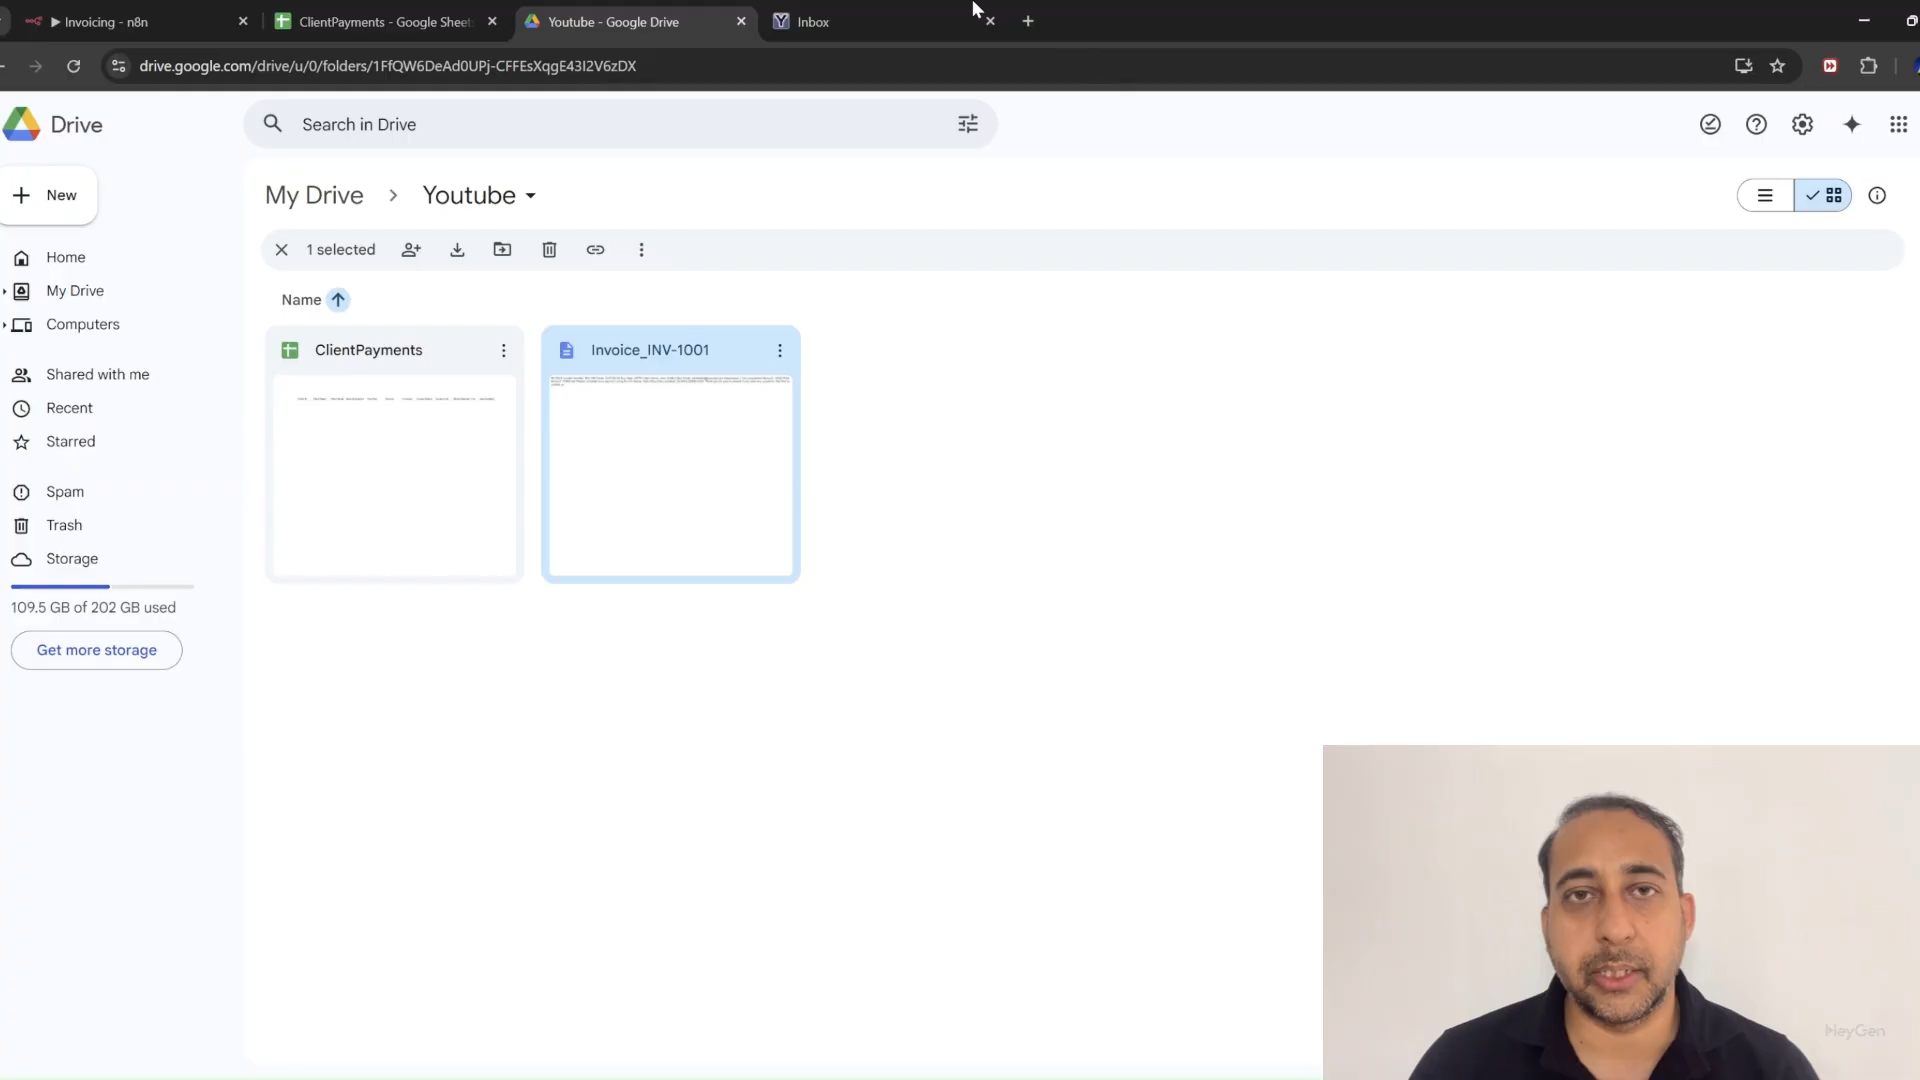 Invoicing - n8n
ClientPayments - Google Sheet
Youtube - Google Drive
Inbox
drive.google.com/drive/u/0/folders/1FfQW6DeAd0UPj-CFFEsXqgE43I2V6zDX
Drive
Search in Drive
New
My Drive
Youtube
1 selected
Home
My Drive
Computers
Name
ClientPayments
Invoice_INV-1001
Shared with me
Recent
Starred
Spam
Trash
Storage
109.5 GB of 202 GB used
Get more storage
HeyGen